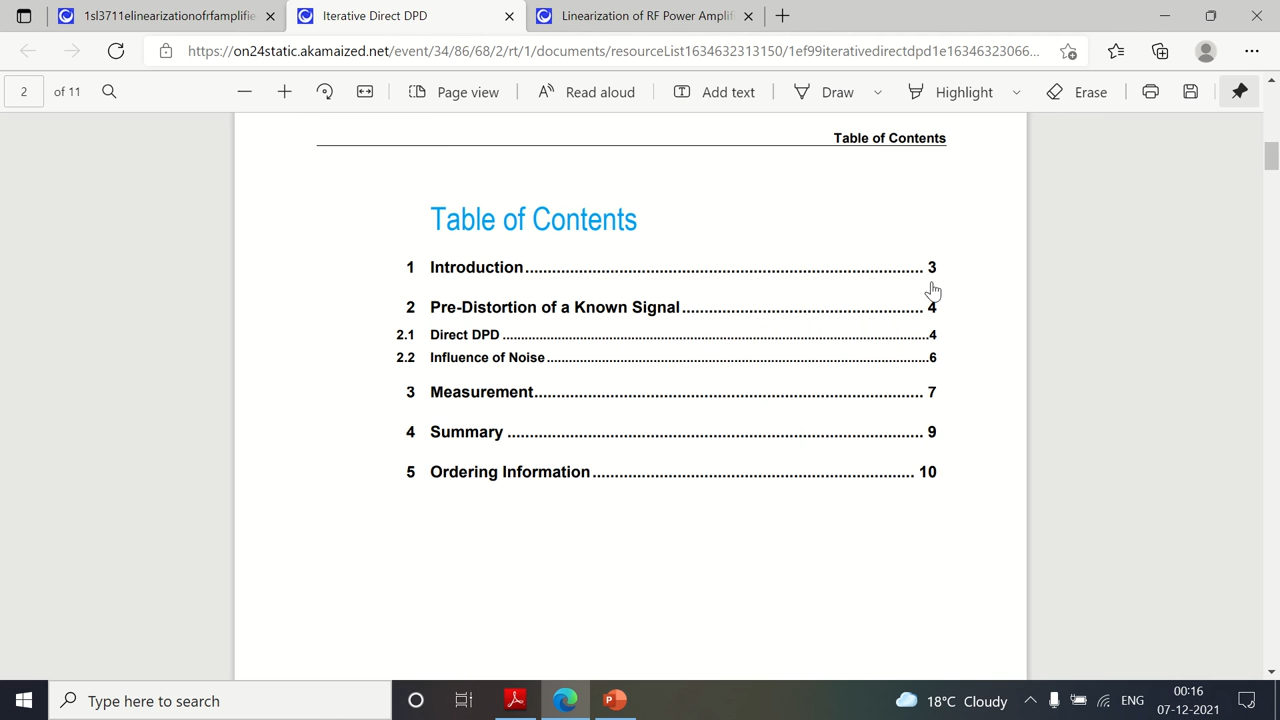 1sl3711elinearizationofrfamplifie
Iterative Direct DPD
Linearization of RF Power Amplif
https://on24static.akamaized.net/event/34/86/68/2/rt/1/documents/resourceList1634632313150/1ef99iterativedirectdpd1e16346323066...
2 of 11 Page view Read aloud Add text Draw Highlight Erase
Table of Contents
Table of Contents
1 Introduction........................................................................................ 3
2 Pre-Distortion of a Known Signal..................................................... 4
2.1 Direct DPD ...............................................................................................................4
2.2 Influence of Noise.....................................................................................................6
3 Measurement...................................................................................... 7
4 Summary ............................................................................................ 9
5 Ordering Information....................................................................... 10
Type here to search
18°C Cloudy
ENG
00:16
07-12-2021